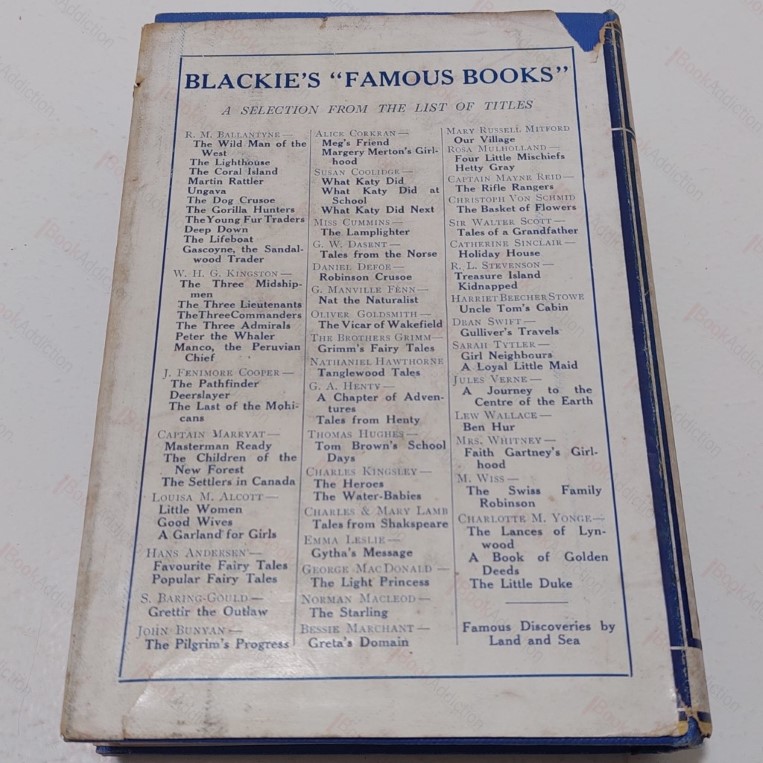 BLACKIE'S "FAMOUS BOOKS"
A SELECTION FROM THE LIST OF TITLES
R. M. BALLANTYNE—
The Wild Man of the
West
The Lighthouse
The Coral Island
Martin Rattler
Ungava
The Dog Crusoe
The Gorilla Hunters
The Young Fur Traders
Deep Down
The Lifeboat
Gascoyne, the Sandal-
wood Trader
W. H. G. KINGSTON—
The Three Midship-
men
The Three Lieutenants
The Three Commanders
The Three Admirals
Peter the Whaler
Manco, the Peruvian
Chief
J. FENIMORE COOPER—
The Pathfinder
Deerslayer
The Last of the Mohi-
cans
CAPTAIN MARRYAT—
Masterman Ready
The Children of the
New Forest
The Settlers in Canada
LOUISA M. ALCOTT—
Little Women
Good Wives
A Garland for Girls
HANS ANDERSEN—
Favourite Fairy Tales
Popular Fairy Tales
S. BARING-GOULD—
Grettir the Outlaw
JOHN BUNYAN—
The Pilgrim's Progress
ALICE CORKRAN—
Meg's Friend
Margery Merton's Girl-
hood
SUSAN COOLIDGE—
What Katy Did
What Katy Did at
School
What Katy Did Next
MISS CUMMINS—
The Lamplighter
G. W. DASENT—
Tales from the Norse
DANIEL DEFOE—
Robinson Crusoe
G. MANVILLE FENN—
Nat the Naturalist
OLIVER GOLDSMITH—
The Vicar of Wakefield
THE BROTHERS GRIMM—
Grimm's Fairy Tales
NATHANIEL HAWTHORNE
Tanglewood Tales
G. A. HENTY—
A Chapter of Adven-
tures
Tales from Henty
THOMAS HUGHES—
Tom Brown's School
Days
CHARLES KINGSLEY—
The Heroes
The Water-Babies
CHARLES & MARY LAMB
Tales from Shakspeare
EMMA LESLIE—
Gytha's Message
GEORGE MACDONALD—
The Light Princess
NORMAN MACLEOD—
The Starling
BESSIE MARCHANT—
Greta's Domain
MARY RUSSELL MITFORD
Our Village
ROSA MULHOLLAND—
Four Little Mischiefs
Hetty Gray
CAPTAIN MAYNE REID—
The Rifle Rangers
CHRISTOPH VON SCHMID
The Basket of Flowers
SIR WALTER SCOTT—
Tales of a Grandfather
CATHERINE SINCLAIR—
Holiday House
R. L. STEVENSON—
Treasure Island
Kidnapped
HARRIET BEECHER STOWE
Uncle Tom's Cabin
DEAN SWIFT—
Gulliver's Travels
SARAH TYTLER—
Girl Neighbours
A Loyal Little Maid
JULES VERNE—
A Journey to the
Centre of the Earth
LEW WALLACE—
Ben Hur
MRS. WHITNEY—
Faith Gartney's Girl-
hood
M. WISS—
The Swiss Family
Robinson
CHARLOTTE M. YONGE—
The Lances of Lyn-
wood
A Book of Golden
Deeds
The Little Duke
Famous Discoveries by
Land and Sea